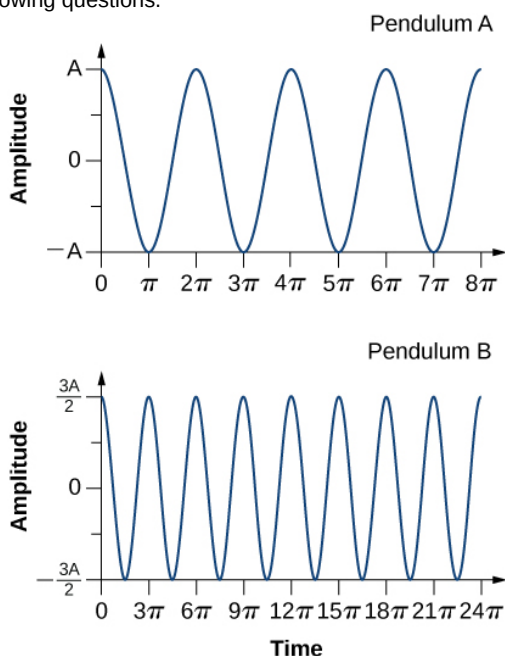 owing questions.
Pendulum A
Amplitude
A
0
−A
0 π 2π 3π 4π 5π 6π 7π 8π
Pendulum B
Amplitude
3A
2
0
−3A
2
0 3π 6π 9π 12π 15π 18π 21π 24π
Time